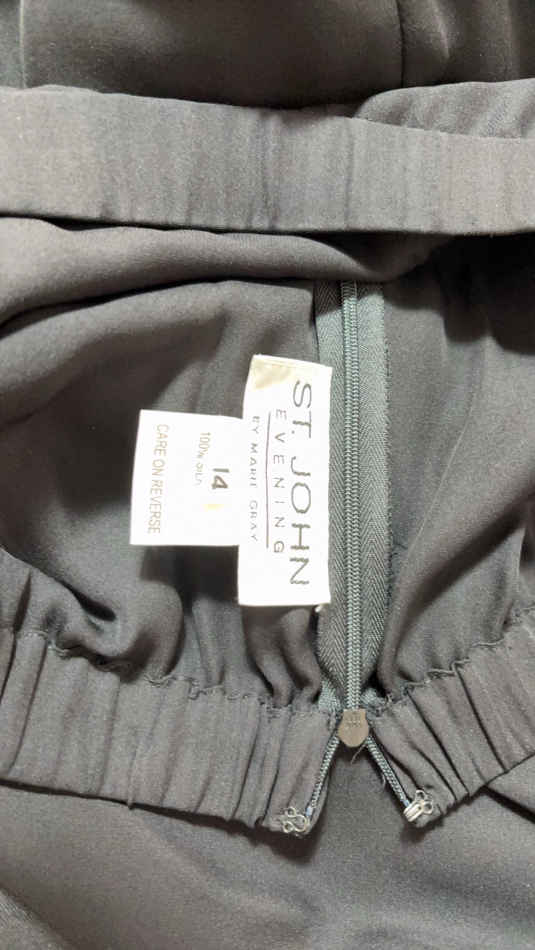 ST. JOHN
EVENING
BY MARIE GRAY
14
100% SILK
CARE ON REVERSE